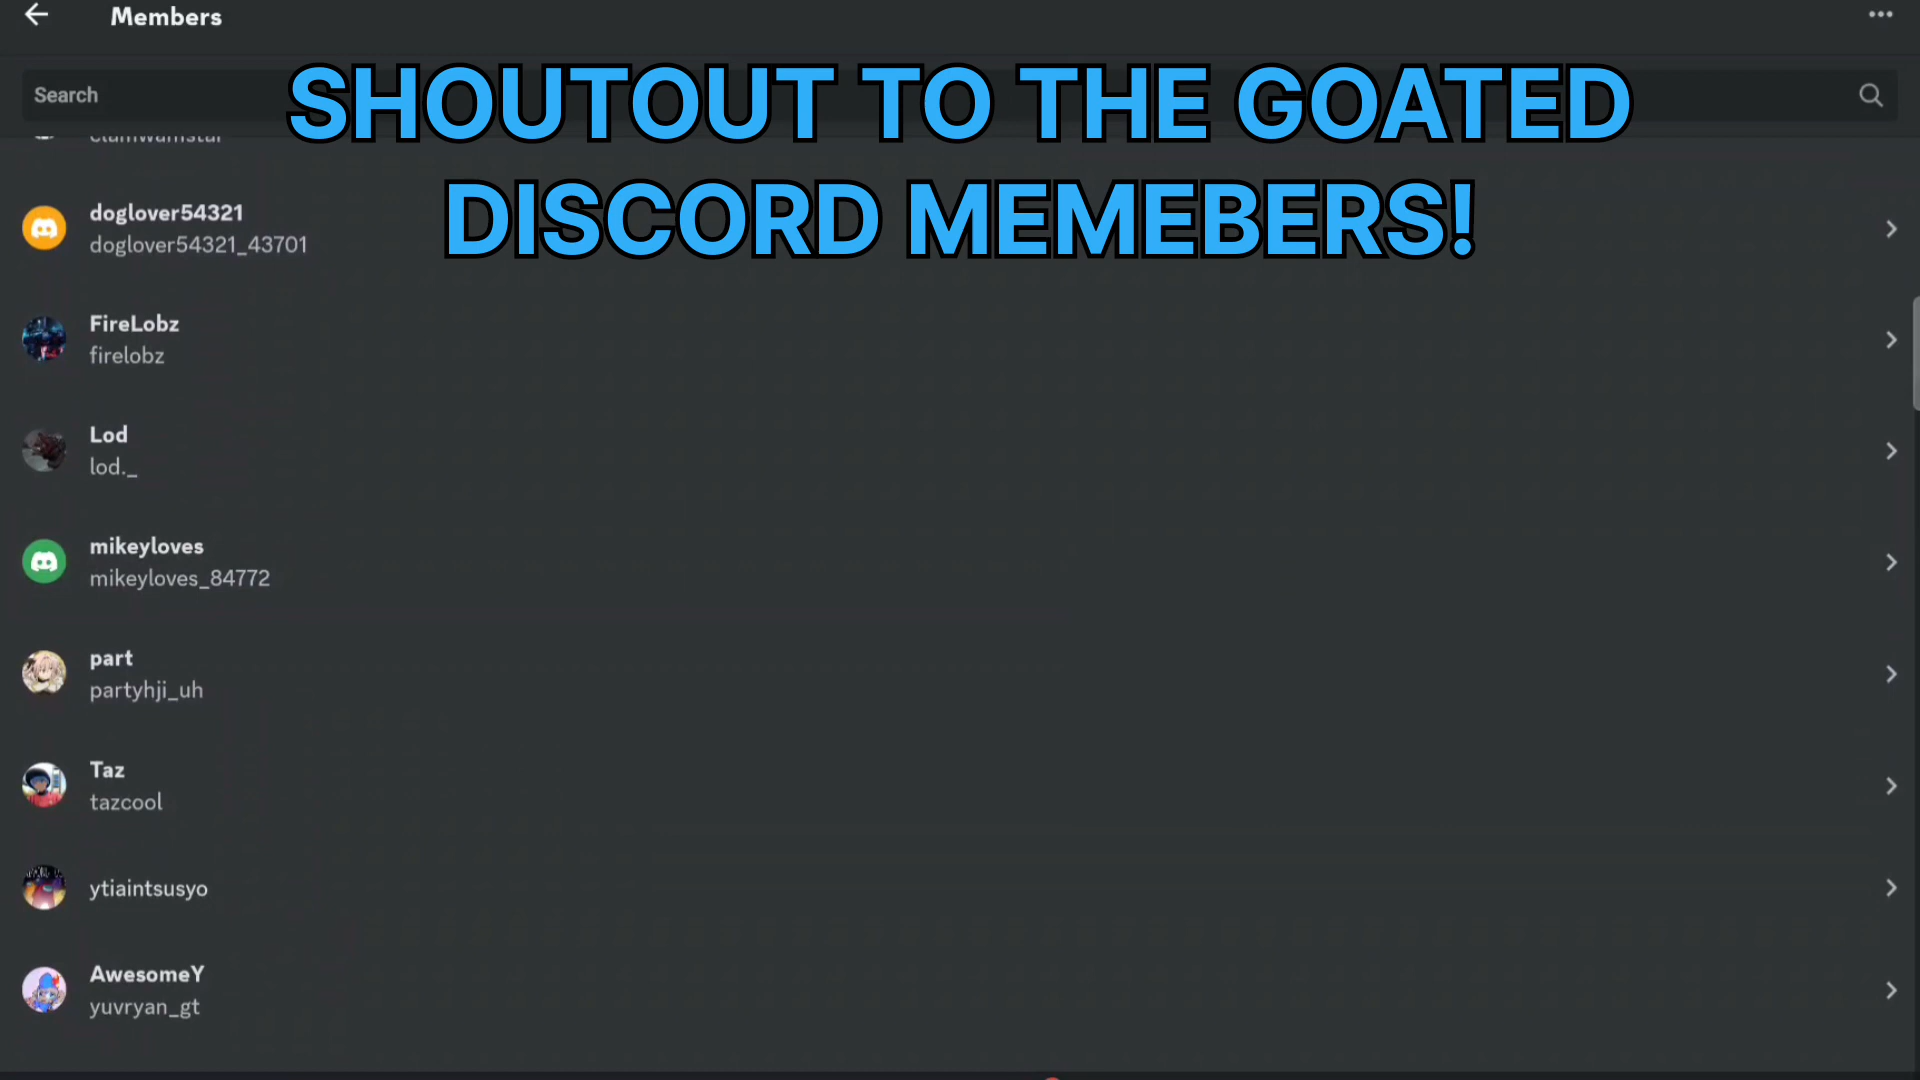 Members
Search
SHOUTOUT TO THE GOATED
DISCORD MEMEBERS!
doglover54321
doglover54321_43701
FireLobz
firelobz
Lod
lod._
mikeyloves
mikeyloves_84772
part
partyhji_uh
Taz
tazcool
ytiaintsusyo
AwesomeY
yuvryan_gt